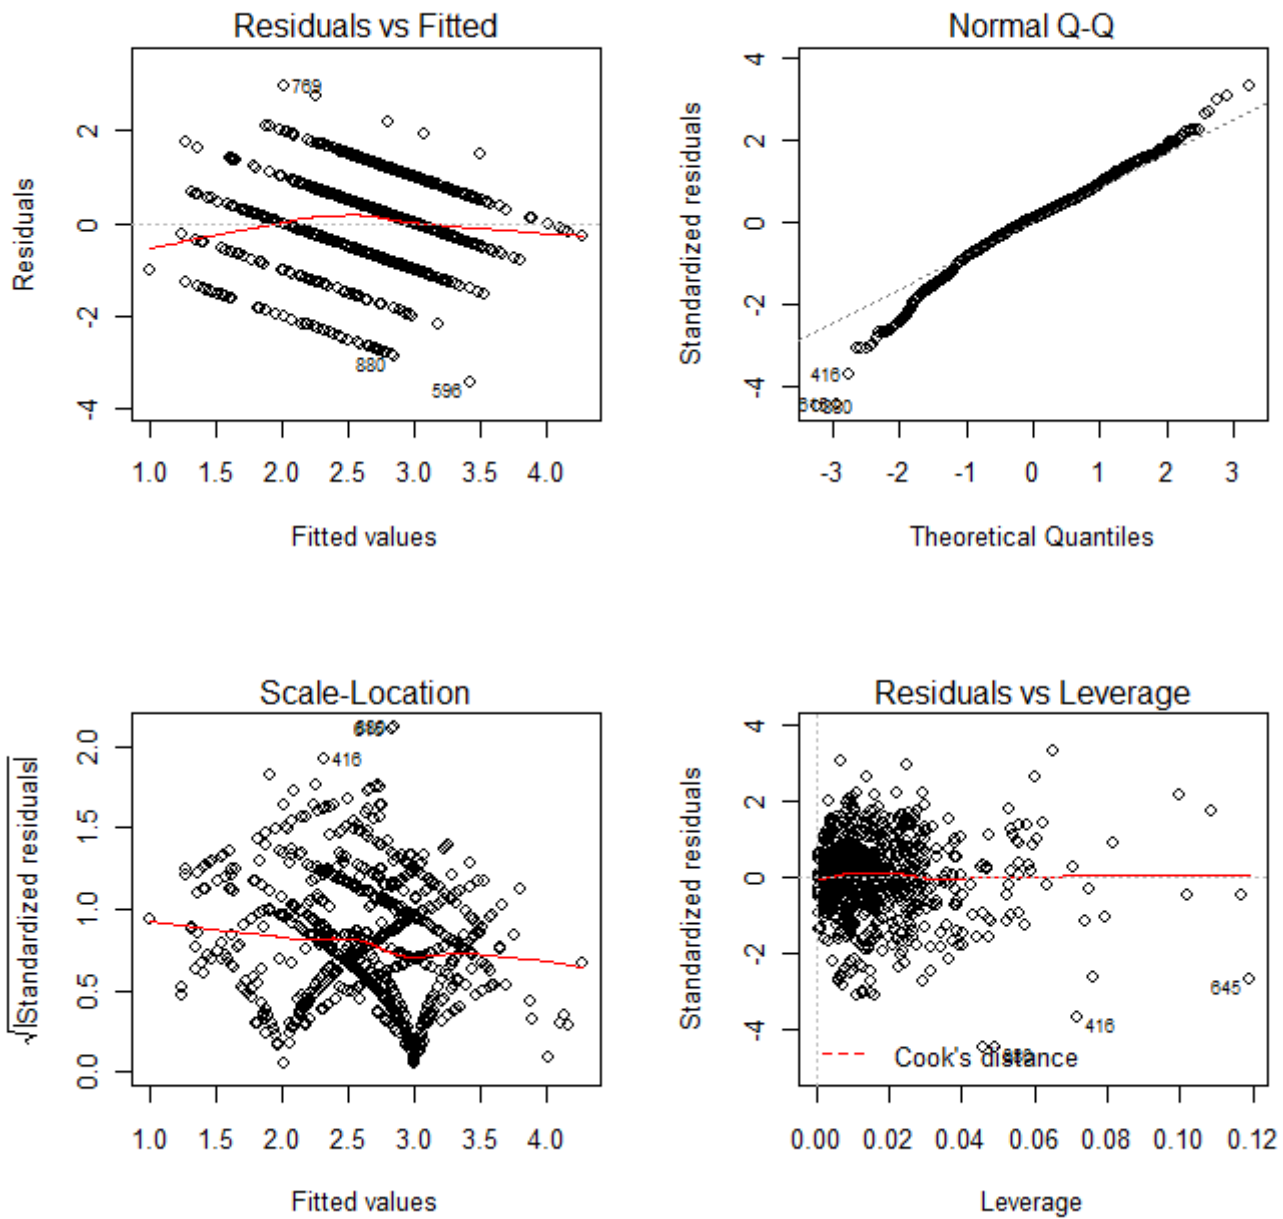 Residuals vs Fitted
Residuals
2
0
-2
-4
769
880
596
1.0 1.5 2.0 2.5 3.0 3.5 4.0
Fitted values
Normal Q-Q
Standardized residuals
4
2
0
-2
-4
416
-3 -2 -1 0 1 2 3
Theoretical Quantiles
Scale-Location
√|Standardized residuals|
2.0
1.5
1.0
0.5
0.0
416
1.0 1.5 2.0 2.5 3.0 3.5 4.0
Fitted values
Residuals vs Leverage
Standardized residuals
4
2
0
-2
-4
645
416
Cook's distance
0.00 0.02 0.04 0.06 0.08 0.10 0.12
Leverage